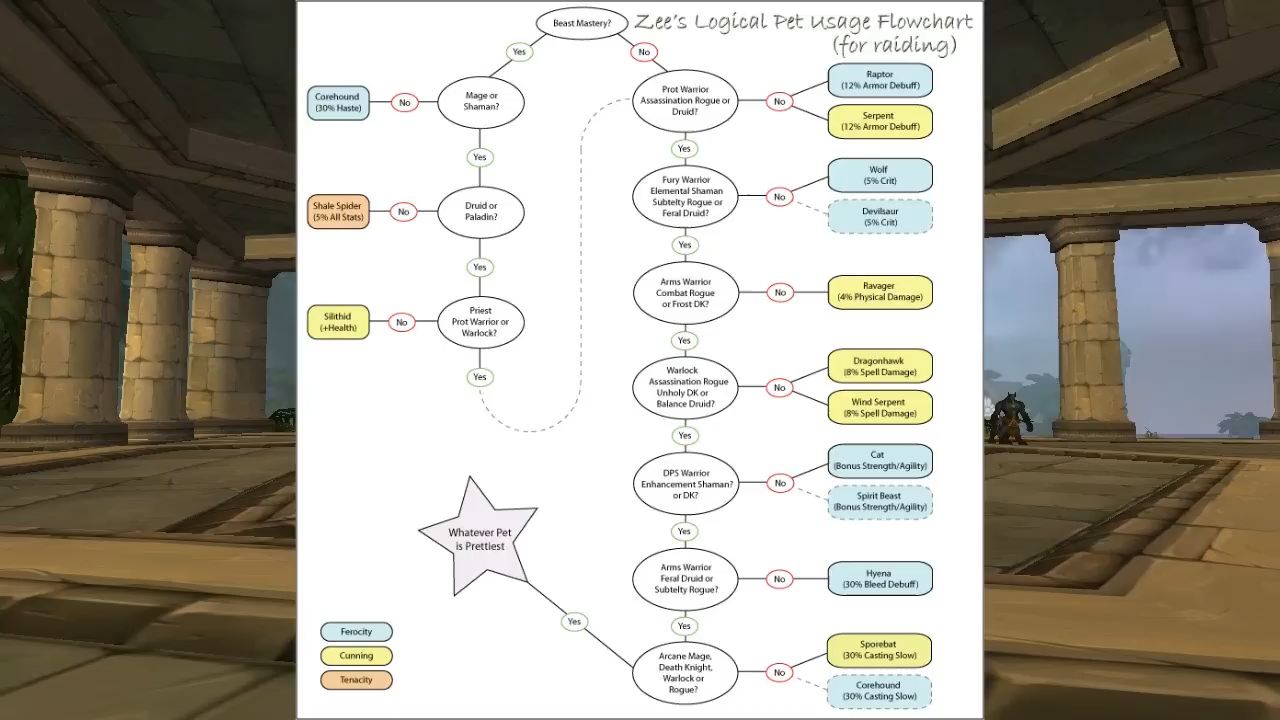 Zee's Logical Pet Usage Flowchart
(for raiding)
Beast Mastery?
Yes
No
Mage or
Shaman?
No
Corehound
(30% Haste)
Yes
Druid or
Paladin?
No
Shale Spider
(5% All Stats)
Yes
Priest
Prot Warrior or
Warlock?
No
Silithid
(+Health)
Yes
Prot Warrior
Assassination Rogue or
Druid?
No
Raptor
(12% Armor Debuff)
Serpent
(12% Armor Debuff)
Yes
Fury Warrior
Elemental Shaman
Subtelty Rogue or
Feral Druid?
No
Wolf
(5% Crit)
Devilsaur
(5% Crit)
Yes
Arms Warrior
Combat Rogue
or Frost DK?
No
Ravager
(4% Physical Damage)
Yes
Warlock
Assassination Rogue
Unholy DK or
Balance Druid?
No
Dragonhawk
(8% Spell Damage)
Wind Serpent
(8% Spell Damage)
Yes
DPS Warrior
Enhancement Shaman?
or DK?
No
Cat
(Bonus Strength/Agility)
Spirit Beast
(Bonus Strength/Agility)
Yes
Arms Warrior
Feral Druid or
Subtelty Rogue?
No
Hyena
(30% Bleed Debuff)
Yes
Arcane Mage,
Death Knight,
Warlock or
Rogue?
No
Sporebat
(30% Casting Slow)
Corehound
(30% Casting Slow)
Yes
Whatever Pet
is Prettiest
Ferocity
Cunning
Tenacity